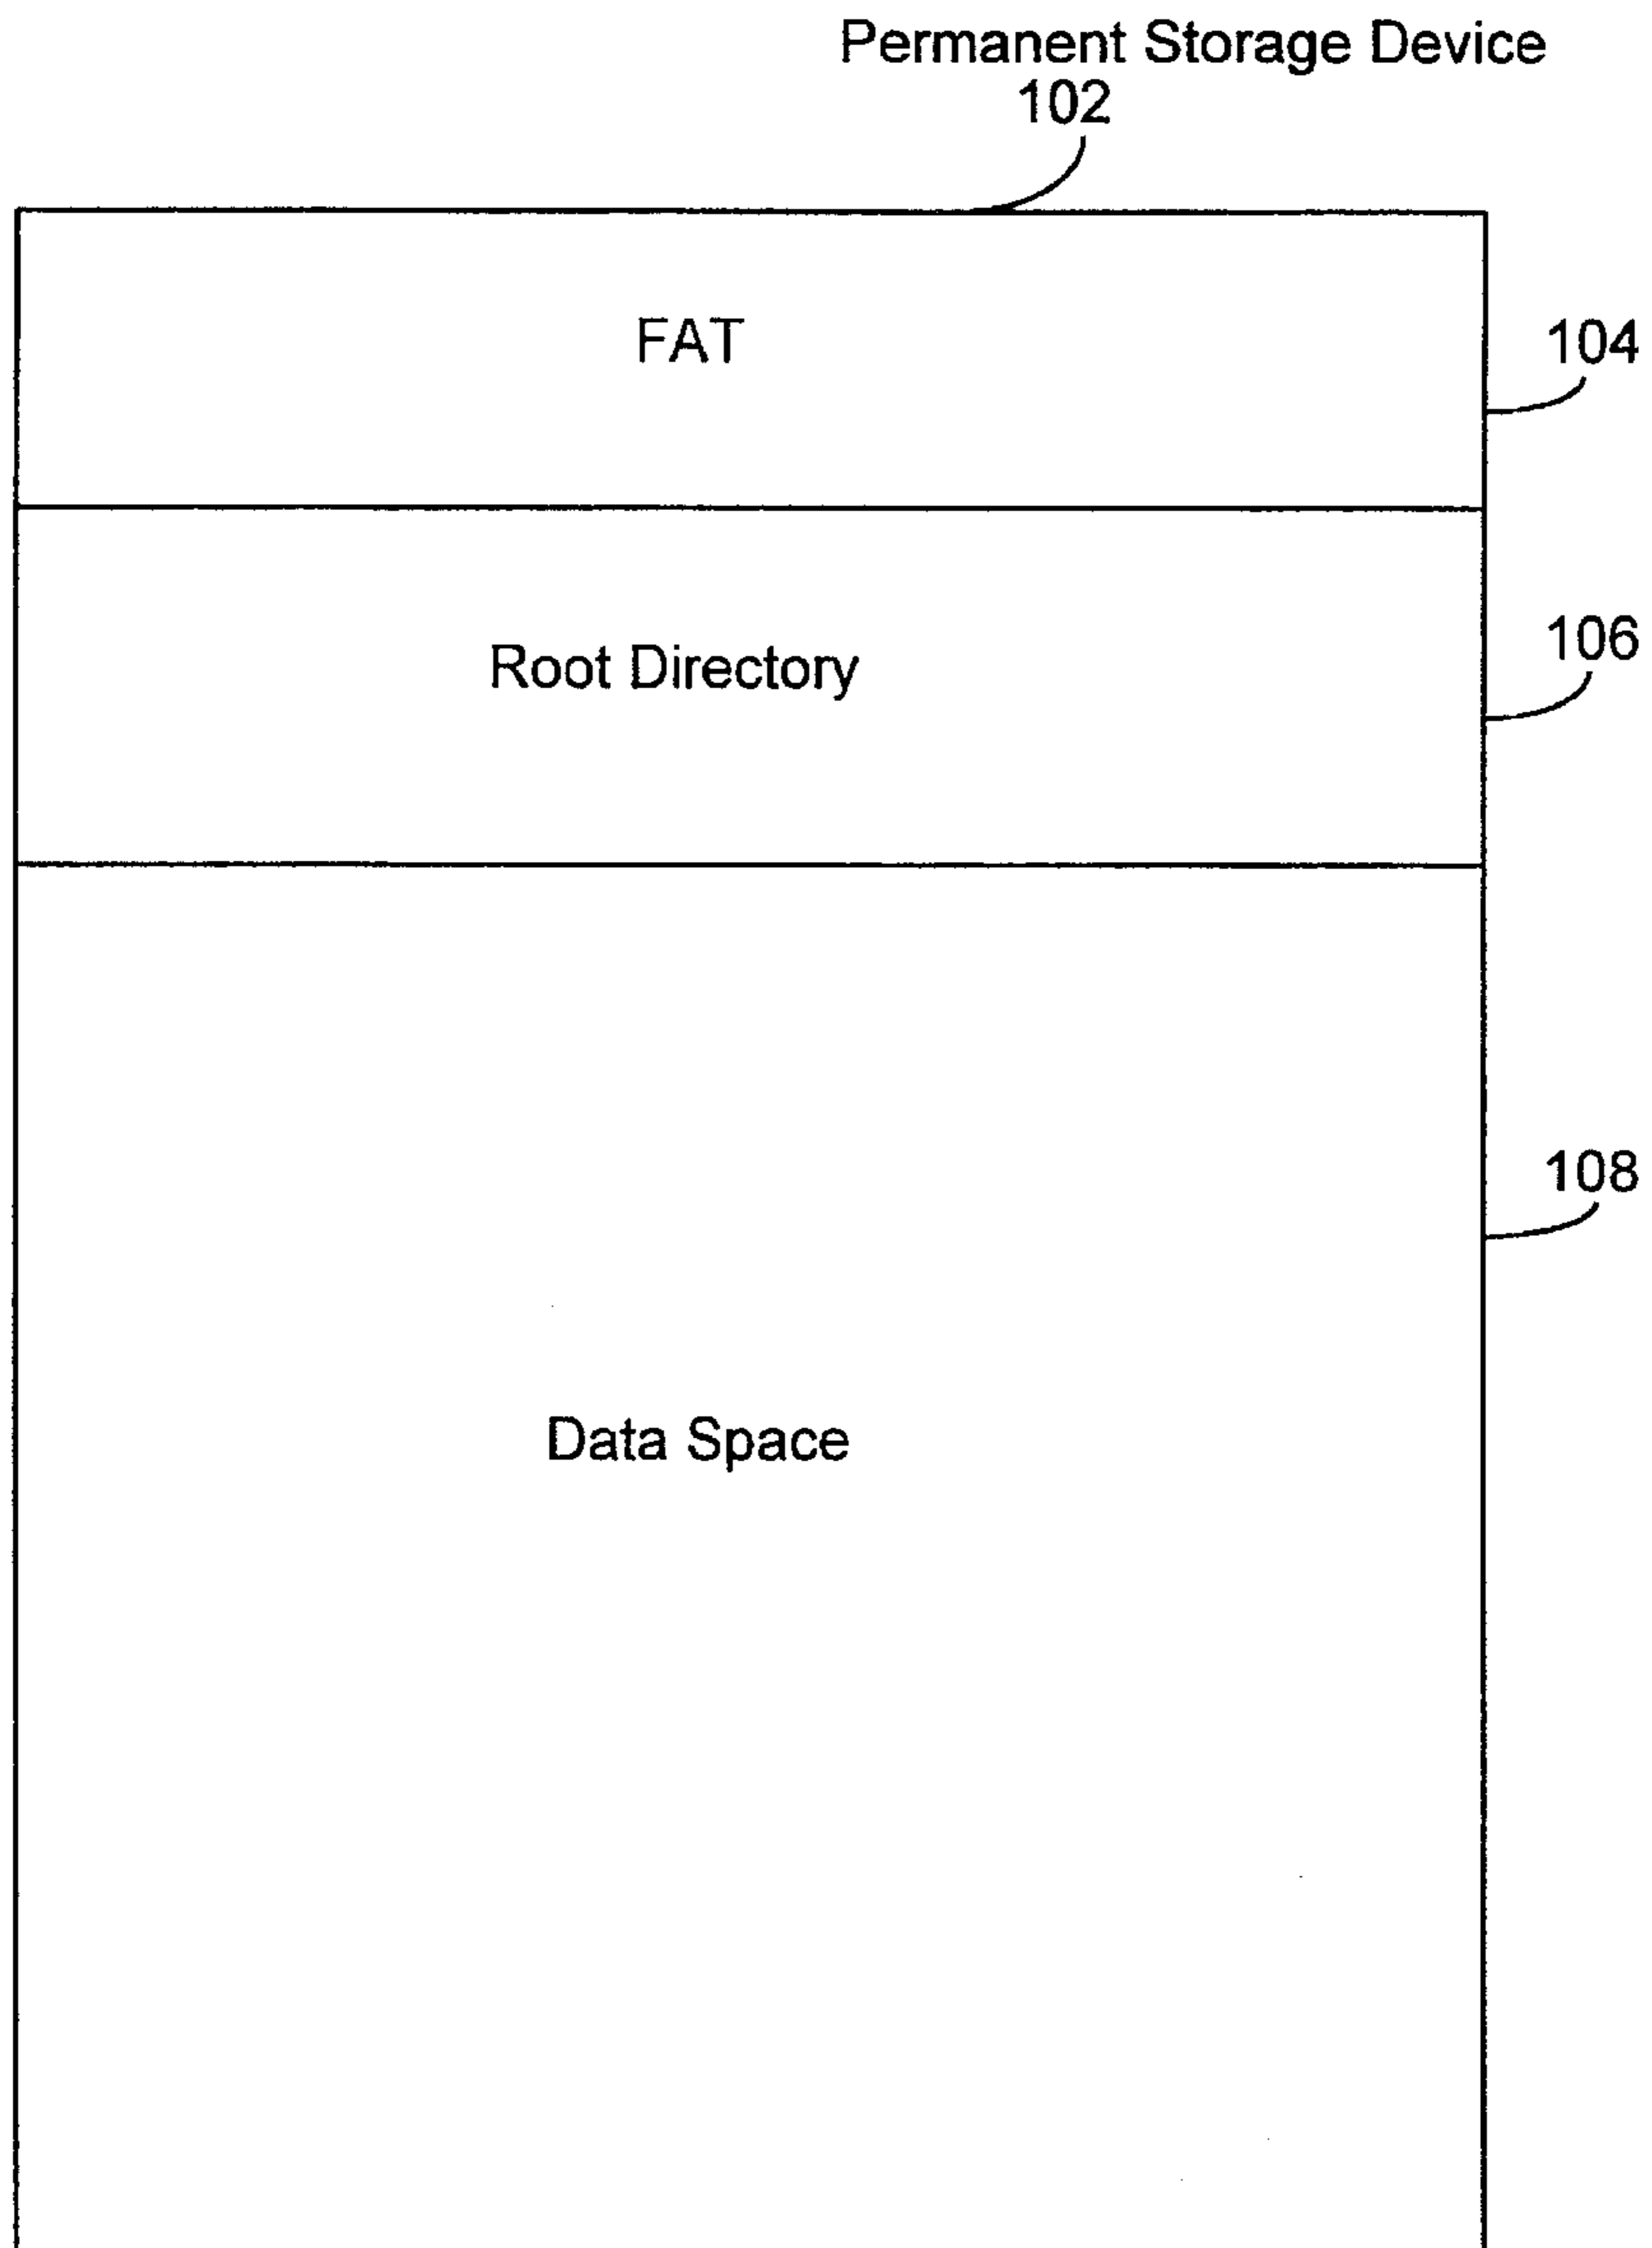 Permanent Storage Device
102
FAT
104
Root Directory
106
108
Data Space